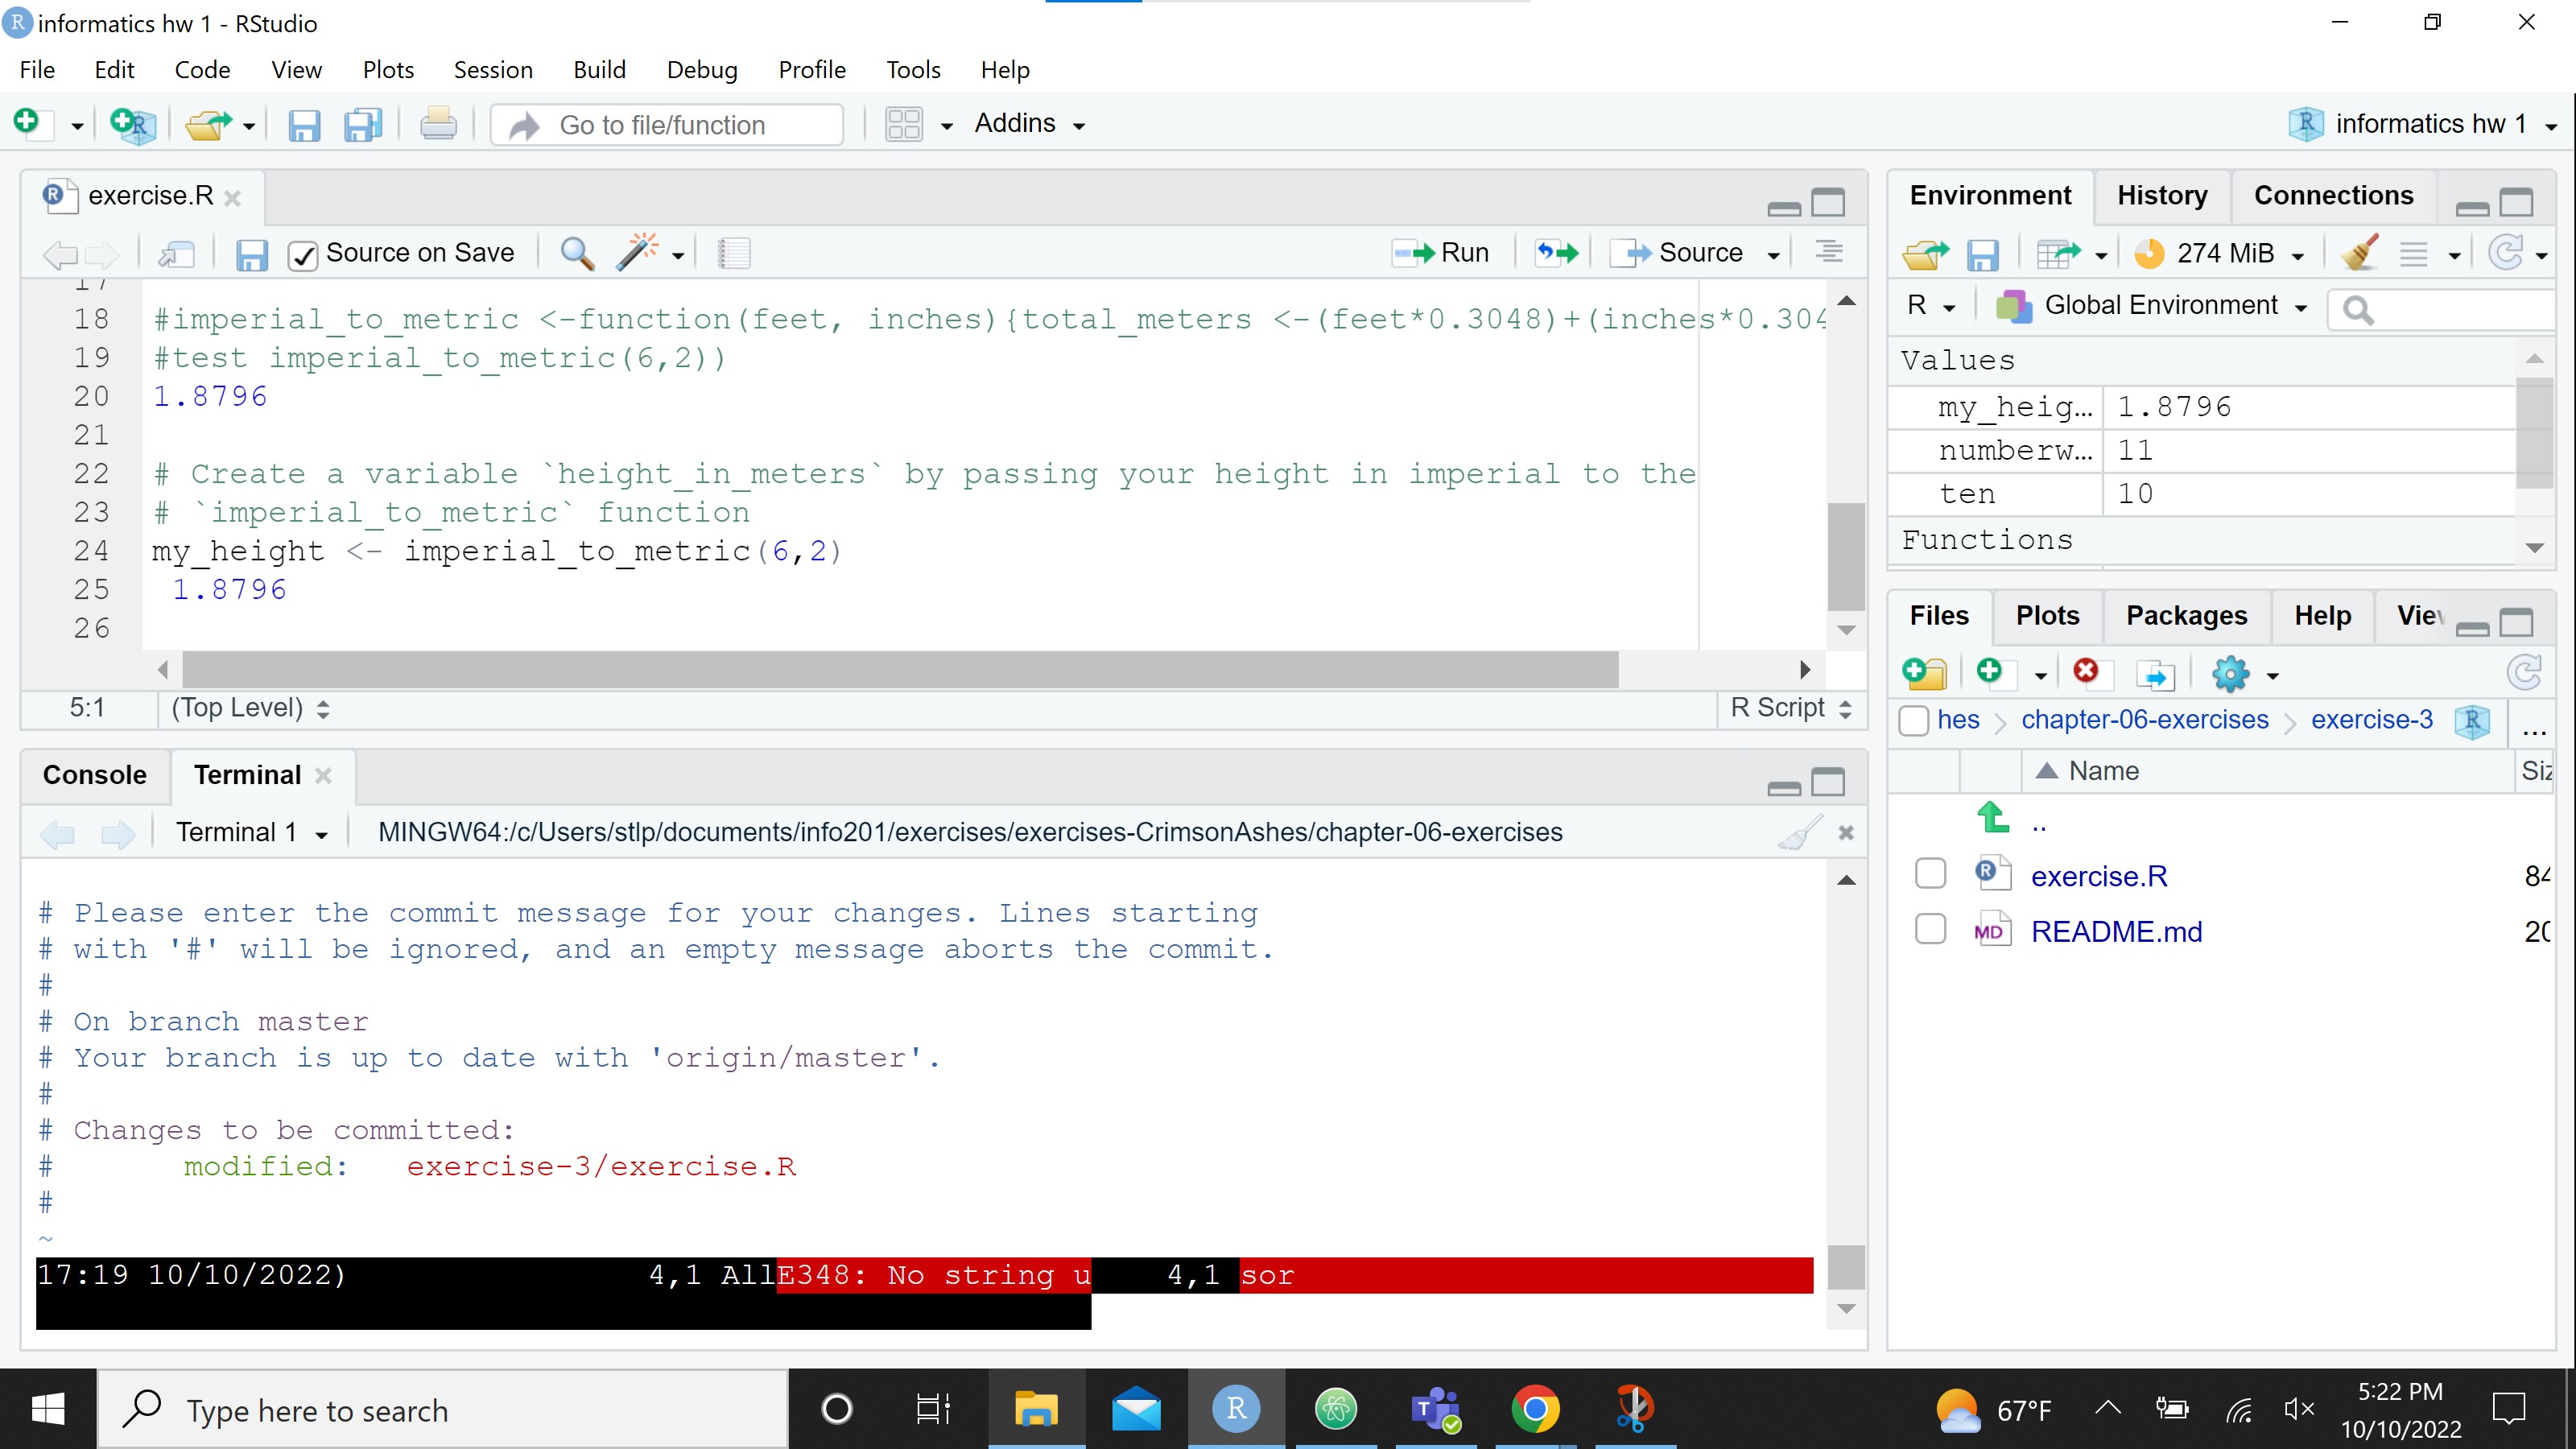 informatics hw 1 - RStudio
File Edit Code View Plots Session Build Debug Profile Tools Help
Go to file/function Addins informatics hw 1
exercise.R
Source on Save Run Source
17
18 #imperial_to_metric <-function(feet, inches){total_meters <-(feet*0.3048)+(inches*0.304
19 #test imperial_to_metric(6,2))
20 1.8796
21
22 # Create a variable `height_in_meters` by passing your height in imperial to the
23 # `imperial_to_metric` function
24 my_height <- imperial_to_metric(6,2)
25 1.8796
26
5:1 (Top Level) R Script
Console Terminal
Terminal 1 MINGW64:/c/Users/stlp/documents/info201/exercises/exercises-CrimsonAshes/chapter-06-exercises
# Please enter the commit message for your changes. Lines starting
# with '#' will be ignored, and an empty message aborts the commit.
#
# On branch master
# Your branch is up to date with 'origin/master'.
#
# Changes to be committed:
# modified: exercise-3/exercise.R
#
~
17:19 10/10/2022) 4,1 AllE348: No string u 4,1 sor
Environment History Connections
274 MiB
R Global Environment
Values
my_heig… 1.8796
numberw… 11
ten 10
Functions
Files Plots Packages Help Vie
hes chapter-06-exercises exercise-3 R ...
Name Siz
..
exercise.R 84
MD README.md 20
Type here to search
67°F
5:22 PM
10/10/2022